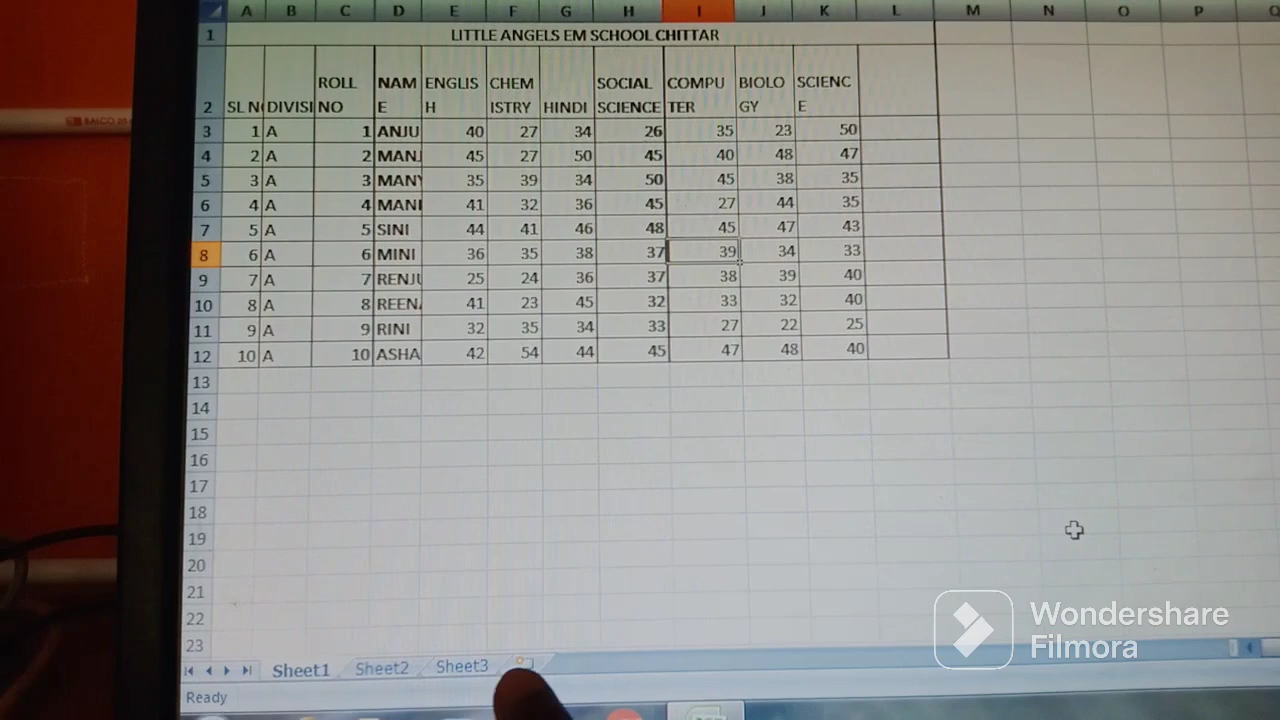 A B C D E F G H I J K L M N O P
1 LITTLE ANGELS EM SCHOOL CHITTAR
2 SL N DIVISI ROLL NO NAM E ENGLIS H CHEM ISTRY HINDI SOCIAL SCIENCE COMPU TER BIOLO GY SCIENC E
3 1 A 1 ANJU 40 27 34 26 35 23 50
4 2 A 2 MANJ 45 27 50 45 40 48 47
5 3 A 3 MANY 35 39 34 50 45 38 35
6 4 A 4 MANI 41 32 36 45 27 44 35
7 5 A 5 SINI 44 41 46 48 45 47 43
8 6 A 6 MINI 36 35 38 37 39 34 33
9 7 A 7 RENJU 25 24 36 37 38 39 40
10 8 A 8 REENA 41 23 45 32 33 32 40
11 9 A 9 RINI 32 35 34 33 27 22 25
12 10 A 10 ASHA 42 54 44 45 47 48 40
13
14
15
16
17
18
19
20
21
22
23
Wondershare
Filmora
Sheet1 Sheet2 Sheet3
Ready